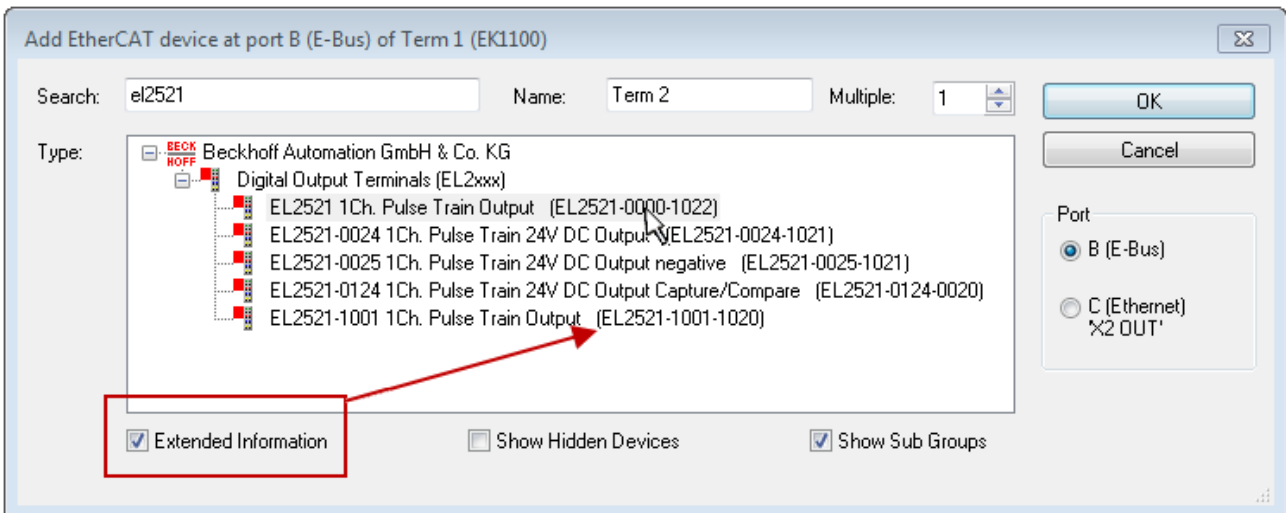 Add EtherCAT device at port B (E-Bus) of Term 1 (EK1100)
Search: el2521 Name: Term 2 Multiple: 1 OK
Type: BECK HOFF Beckhoff Automation GmbH & Co. KG Cancel
Digital Output Terminals (EL2xxx)
EL2521 1Ch. Pulse Train Output (EL2521-0000-1022)
EL2521-0024 1Ch. Pulse Train 24V DC Output (EL2521-0024-1021)
EL2521-0025 1Ch. Pulse Train 24V DC Output negative (EL2521-0025-1021)
EL2521-0124 1Ch. Pulse Train 24V DC Output Capture/Compare (EL2521-0124-0020)
EL2521-1001 1Ch. Pulse Train Output (EL2521-1001-1020)
Port
B (E-Bus)
C (Ethernet)
'X2 OUT'
Extended Information Show Hidden Devices Show Sub Groups